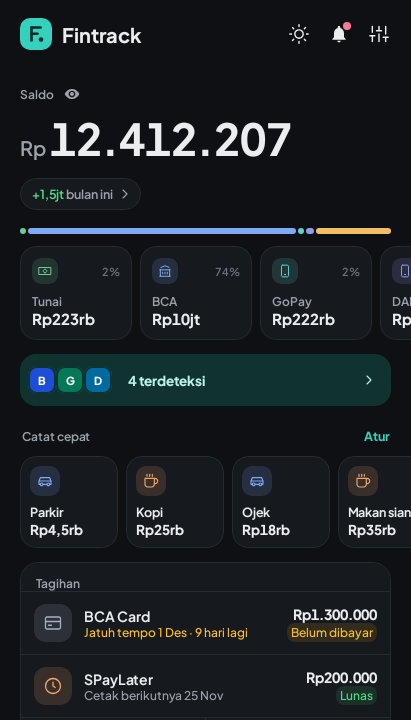 F. Fintrack
Saldo
Rp 12.412.207
+1,5jt bulan ini
2% 74% 2%
Tunai BCA GoPay
Rp223rb Rp10jt Rp222rb
B G D 4 terdeteksi
Catat cepat Atur
Parkir Kopi Ojek Makan sian
Rp4,5rb Rp25rb Rp18rb Rp35rb
Tagihan
BCA Card Rp1.300.000
Jatuh tempo 1 Des · 9 hari lagi Belum dibayar
SPayLater Rp200.000
Cetak berikutnya 25 Nov Lunas